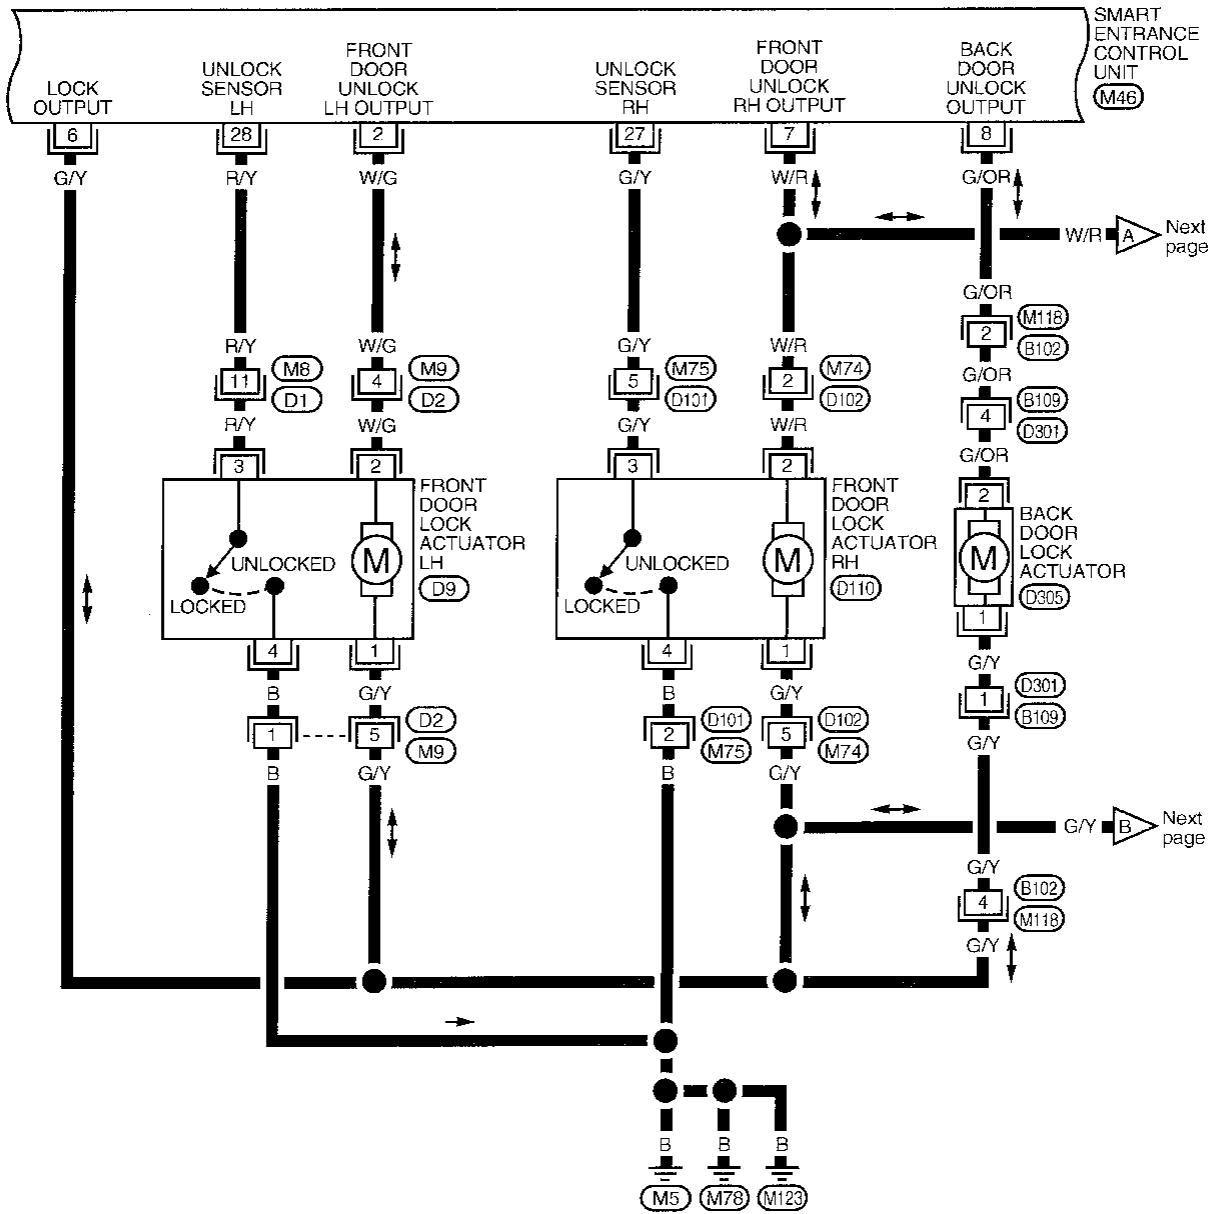 SMART
ENTRANCE
CONTROL
UNIT
M46
LOCK
OUTPUT
UNLOCK
SENSOR
LH
FRONT
DOOR
UNLOCK
LH OUTPUT
UNLOCK
SENSOR
RH
FRONT
DOOR
UNLOCK
RH OUTPUT
BACK
DOOR
UNLOCK
OUTPUT
6 28 2 27 7 8
G/Y R/Y W/G G/Y W/R G/OR
W/R A Next
page
G/OR
2 M118
B102
G/OR
R/Y W/G G/Y W/R
11 M8
D1
4 M9
D2
5 M75
D101
2 M74
D102
4 B109
D301
R/Y W/G G/Y W/R G/OR
3 2 3 2 2
FRONT
DOOR
LOCK
ACTUATOR
LH
D9
M
UNLOCKED
LOCKED
FRONT
DOOR
LOCK
ACTUATOR
RH
D110
M
UNLOCKED
LOCKED
BACK
DOOR
LOCK
ACTUATOR
D305
M
1
4 1 4 1
G/Y
B G/Y B G/Y
1 D301
B109
1 5 D2
M9
2 D101
M75
5 D102
M74
G/Y
B G/Y B G/Y
G/Y B Next
page
G/Y
4 B102
M118
G/Y
B B B
M5 M78 M123